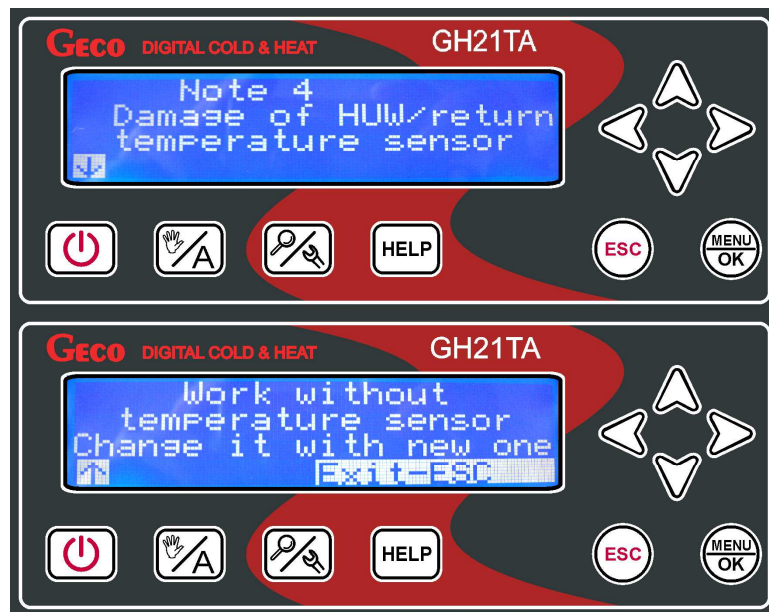 GECO DIGITAL COLD & HEAT GH21TA
Note 4
Damage of HUW/return
temperature sensor
A
HELP
ESC
MENU
OK
GECO DIGITAL COLD & HEAT GH21TA
Work without
temperature sensor
Change it with new one
Exit-ESC
A
HELP
ESC
MENU
OK